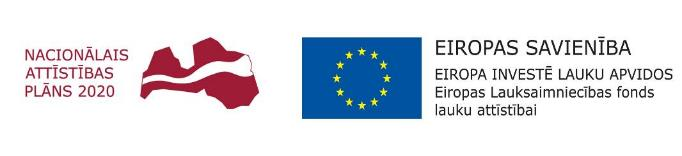 NACIONĀLAIS
ATTĪSTĪBAS
PLĀNS 2020
EIROPAS SAVIENĪBA
EIROPA INVESTĒ LAUKU APVIDOS
Eiropas Lauksaimniecības fonds
lauku attīstībai